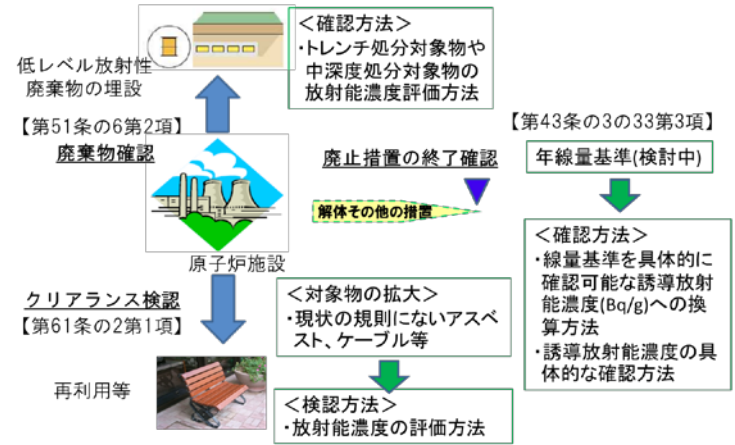 <確認方法>
・トレンチ処分対象物や
中深度処分対象物の
放射能濃度評価方法
低レベル放射性
廃棄物の埋設
【第51条の6第2項】
廃棄物確認
原子炉施設
クリアランス検認
【第61条の2第1項】
再利用等
廃止措置の終了確認
解体その他の措置
<対象物の拡大>
・現状の規則にないアスベ
スト、ケーブル等
<検認方法>
・放射能濃度の評価方法
【第43条の3の33第3項】
年線量基準(検討中)
<確認方法>
・線量基準を具体的に
確認可能な誘導放射
能濃度(Bq/g)への換
算方法
・誘導放射能濃度の具
体的な確認方法